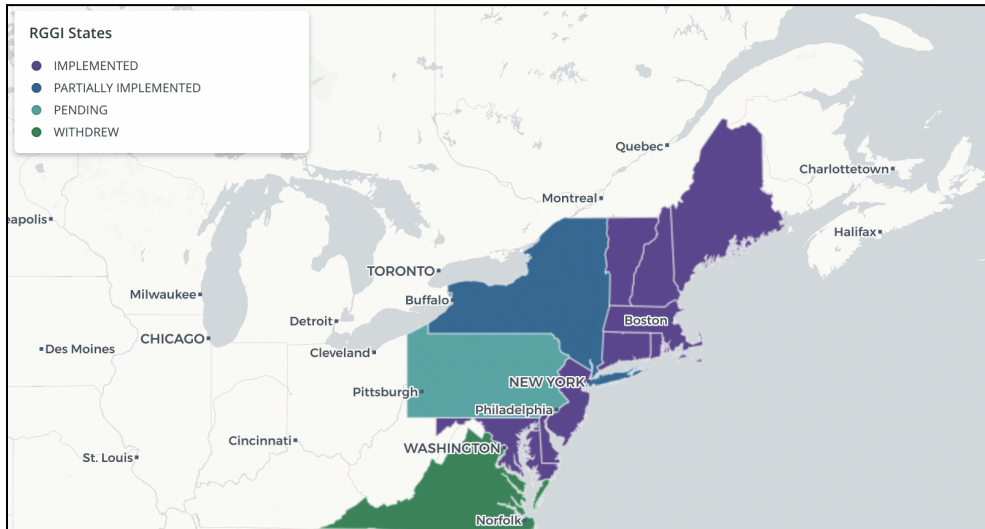 RGGI States
IMPLEMENTED
PARTIALLY IMPLEMENTED
PENDING
WITHDREW
Quebec
Charlottetown
Montreal
eapolis
Halifax
TORONTO
Milwaukee
Buffalo
Detroit
Boston
CHICAGO
Des Moines
Cleveland
NEW YORK
Pittsburgh
Philadelphia
Cincinnati
WASHINGTON
St. Louis
Norfolk